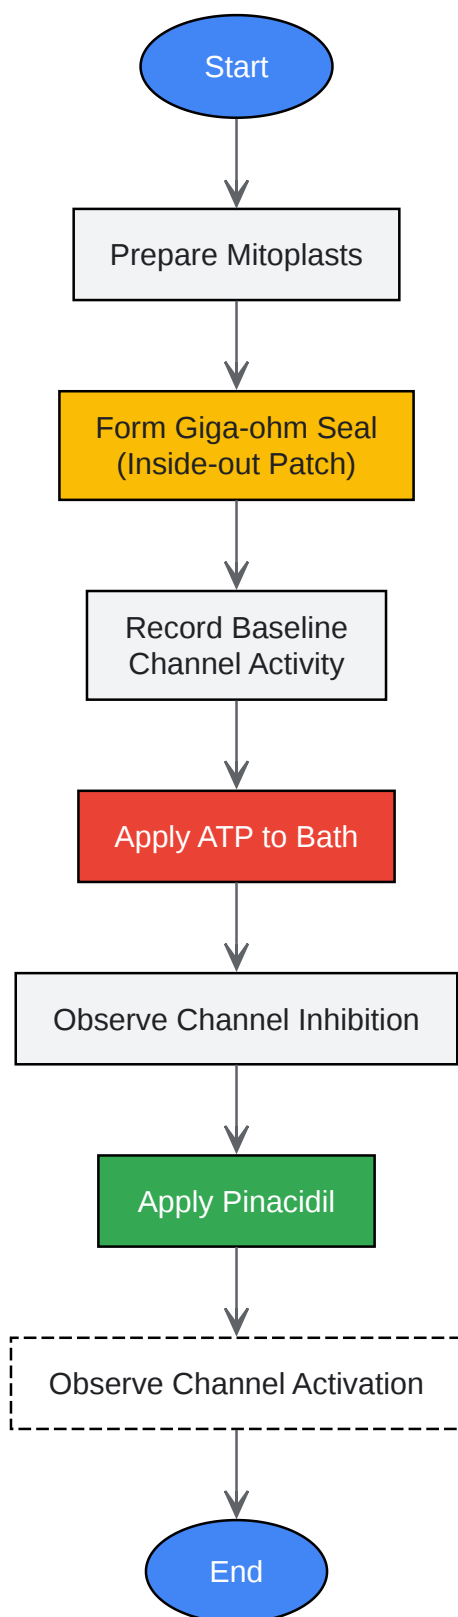 Start
Prepare Mitoplasts
Form Giga-ohm Seal
(Inside-out Patch)
Record Baseline
Channel Activity
Apply ATP to Bath
Observe Channel Inhibition
Apply Pinacidil
Observe Channel Activation
End